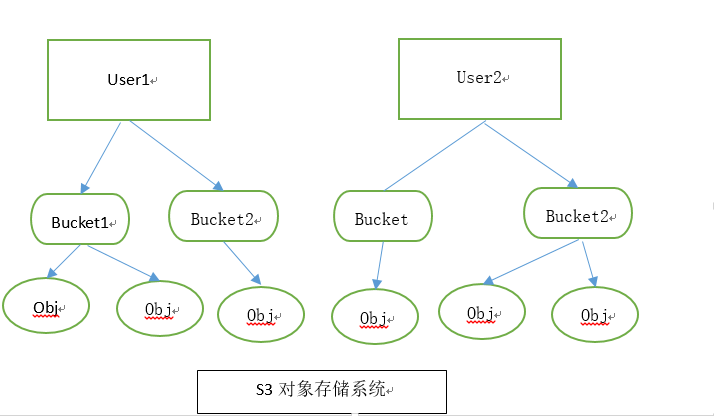 User1
User2
Bucket1
Bucket2
Bucket
Bucket2
Obj
Obj
Obj
Obj
Obj
Obj
S3 对象存储系统